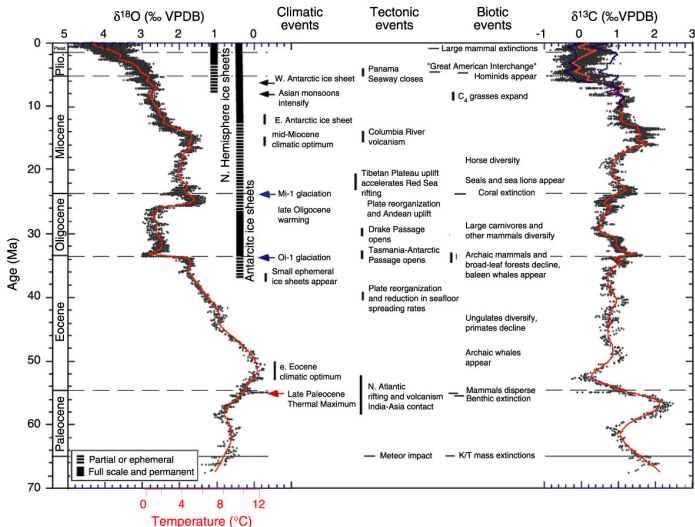 δ18O (‰ VPDB)
Climatic events
Tectonic events
Biotic events
δ13C (‰VPDB)
5 4 3 2 1 0
-1 0 1 2 3
0
10
20
30
40
50
60
70
Age (Ma)
Pleist.
Plio.
Miocene
Oligocene
Eocene
Paleocene
N. Hemisphere ice sheets
Antarcitc ice sheets
W. Antarctic ice sheet
Asian monsoons
intensify
E. Antarctic ice sheet
mid-Miocene
climatic optimum
Mi-1 glaciation
late Oligocene
warming
Oi-1 glaciation
Small ephemeral
ice sheets appear
e. Eocene
climatic optimum
Late Paleocene
Thermal Maximum
Panama
Seaway closes
Columbia River
volcanism
Tibetan Plateau uplift
accelerates Red Sea
rifting
Plate reorganization
and Andean uplift
Drake Passage
opens
Tasmania-Antarctic
Passage opens
Plate reorganization
and reduction in seafloor
spreading rates
N. Atlantic
rifting and volcanism
India-Asia contact
Meteor impact
Large mammal extinctions
"Great American Interchange"
Hominids appear
C4 grasses expand
Horse diversity
Seals and sea lions appear
Coral extinction
Large carnivores and
other mammals diversify
Archaic mammals and
broad-leaf forests decline,
baleen whales appear
Ungulates diversify,
primates decline
Archaic whales
appear
Mammals disperse
Benthic extinction
K/T mass extinctions
Partial or ephemeral
Full scale and permanent
0 4 8 12
Temperature (°C)